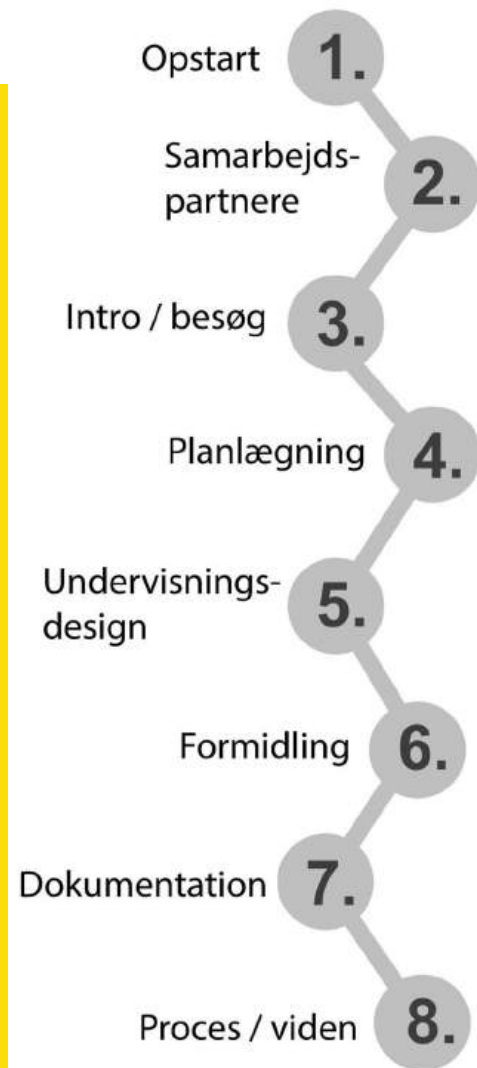 Opstart 1.
Samarbejds-
partnere 2.
Intro / besøg 3.
Planlægning 4.
Undervisnings-
design 5.
Formidling 6.
Dokumentation 7.
Proces / viden 8.